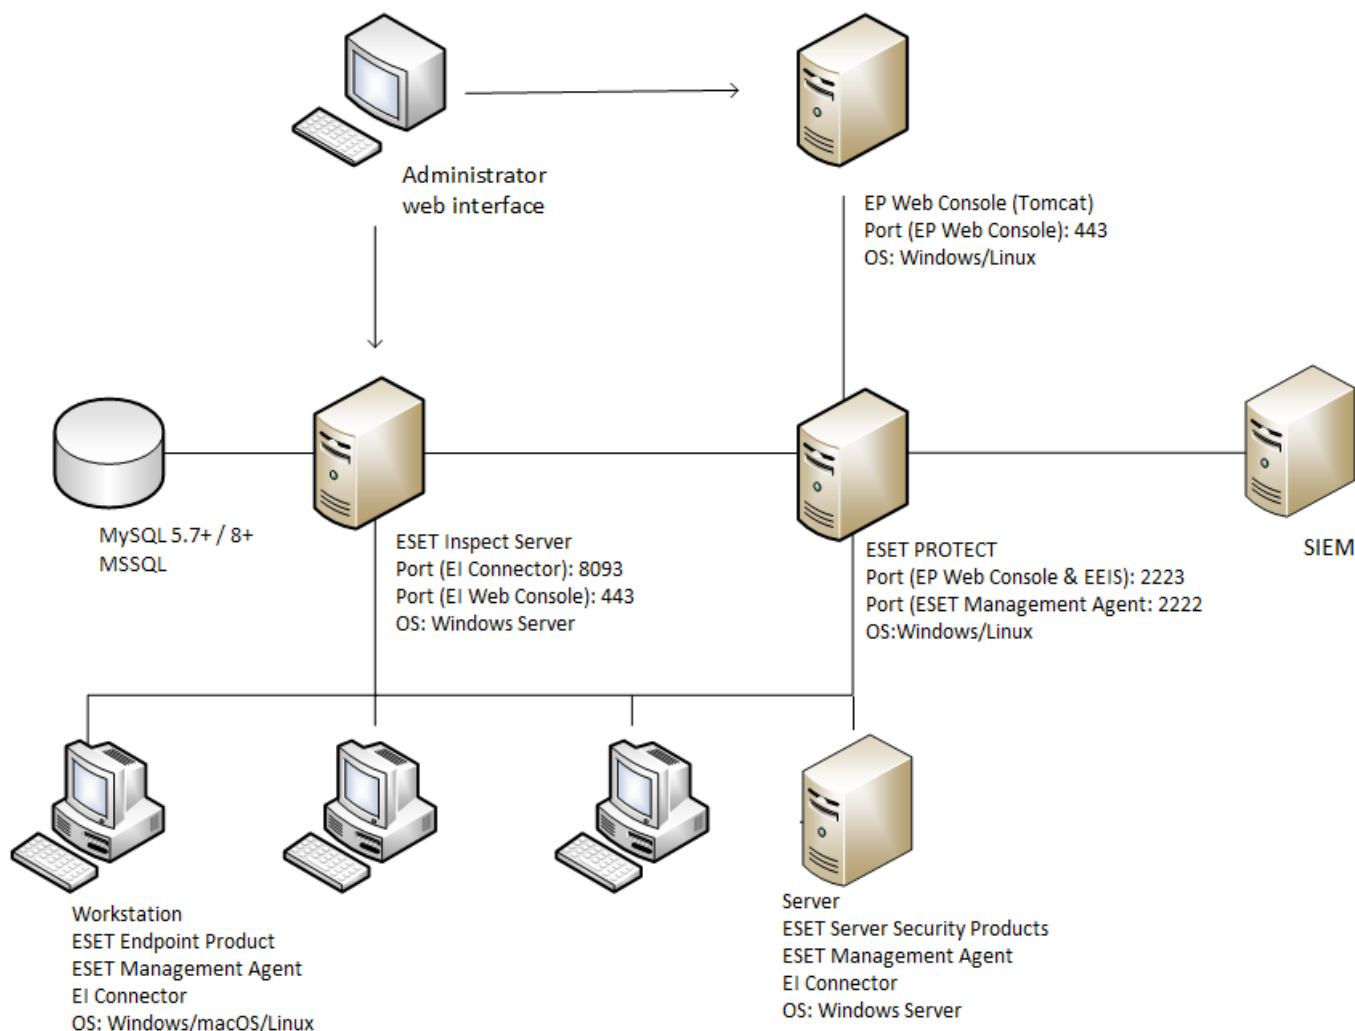 Administrator
web interface
EP Web Console (Tomcat)
Port (EP Web Console): 443
OS: Windows/Linux
MySQL 5.7+ / 8+
MSSQL
ESET Inspect Server
Port (EI Connector): 8093
Port (EI Web Console): 443
OS: Windows Server
ESET PROTECT
Port (EP Web Console & EEIS): 2223
Port (ESET Management Agent: 2222
OS:Windows/Linux
SIEM
Workstation
ESET Endpoint Product
ESET Management Agent
EI Connector
OS: Windows/macOS/Linux
Server
ESET Server Security Products
ESET Management Agent
EI Connector
OS: Windows Server